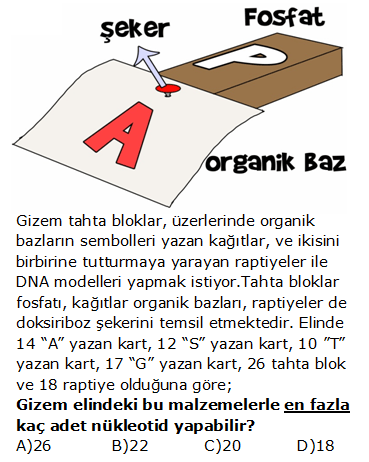 Fosfat
şeker
P
A
organik Baz
Gizem tahta bloklar, üzerlerinde organik
bazların sembolleri yazan kağıtlar, ve ikisini
birbirine tutturmaya yarayan raptiyeler ile
DNA modelleri yapmak istiyor.Tahta bloklar
fosfatı, kağıtlar organik bazları, raptiyeler de
doksiriboz şekerini temsil etmektedir. Elinde
14 “A” yazan kart, 12 “S” yazan kart, 10 ”T”
yazan kart, 17 “G” yazan kart, 26 tahta blok
ve 18 raptiye olduğuna göre;
Gizem elindeki bu malzemelerle en fazla
kaç adet nükleotid yapabilir?
A)26 B)22 C)20 D)18